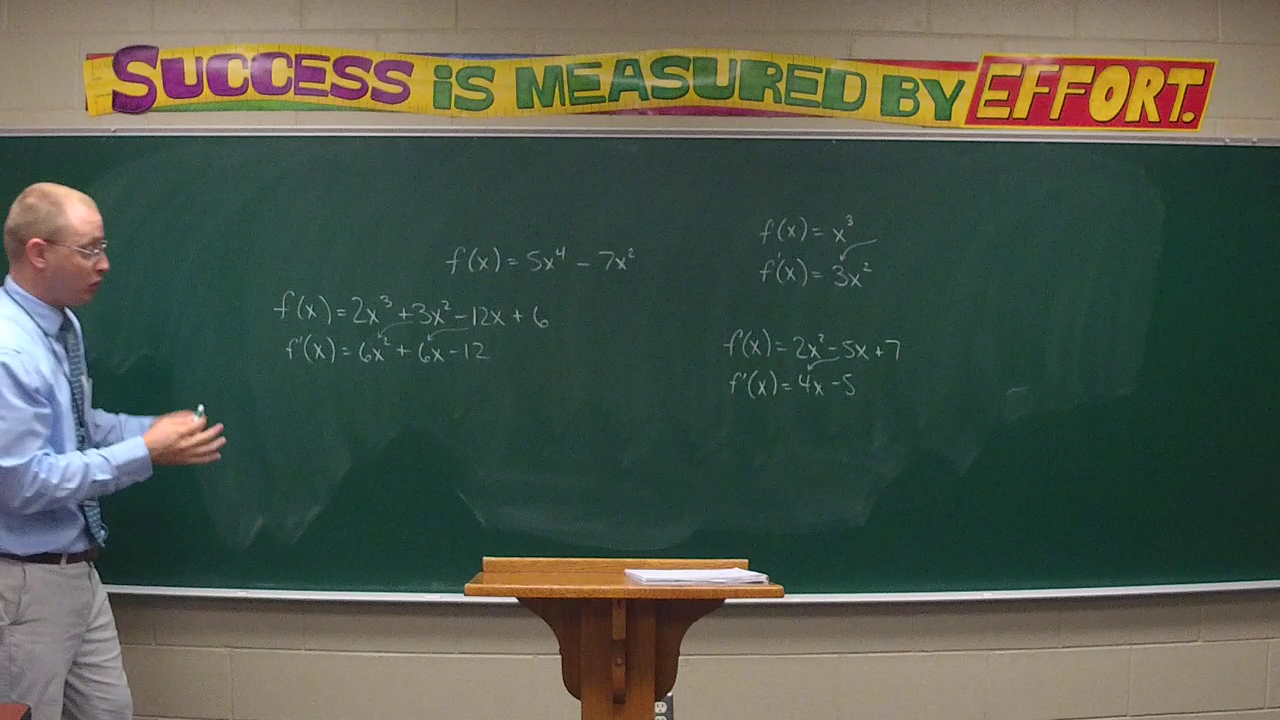 SUCCESS IS MEASURED BY EFFORT.
f(x) = 5x⁴ - 7x²
f(x) = 2x³ + 3x² - 12x + 6
f'(x) = 6x² + 6x - 12
f(x) = x³
f'(x) = 3x²
f(x) = 2x² - 5x + 7
f'(x) = 4x - 5